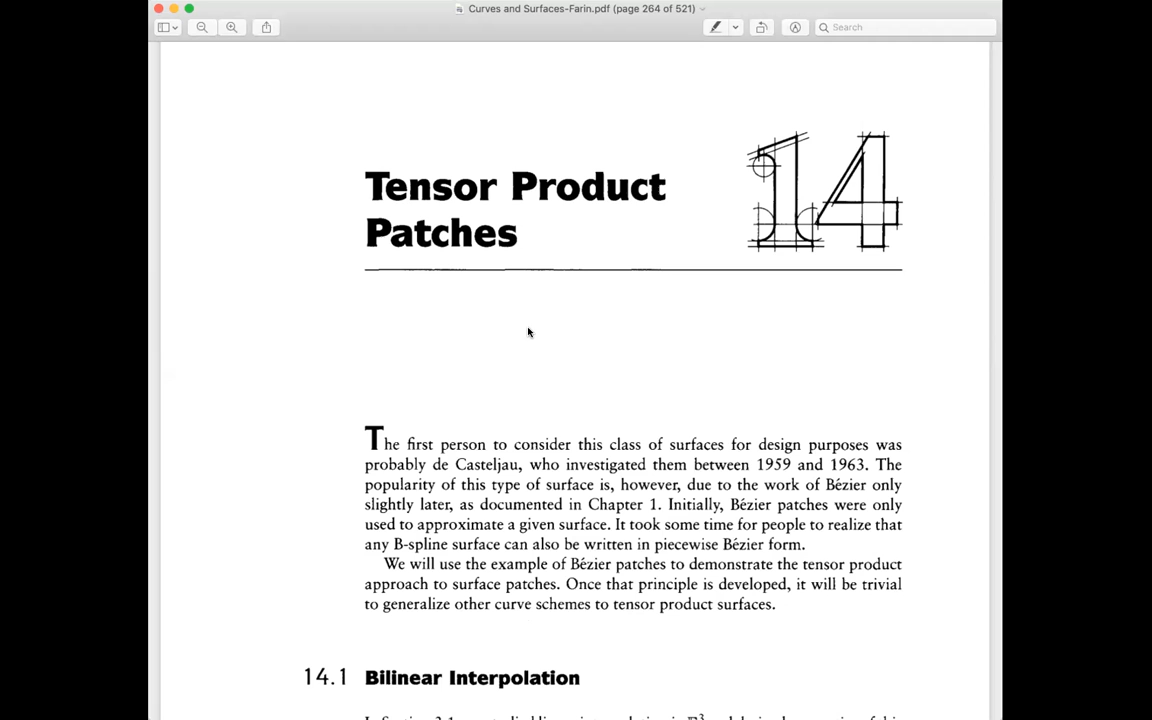 Curves and Surfaces-Farin.pdf (page 264 of 521)
Search
Tensor Product
Patches
14
The first person to consider this class of surfaces for design purposes was
probably de Casteljau, who investigated them between 1959 and 1963. The
popularity of this type of surface is, however, due to the work of Bézier only
slightly later, as documented in Chapter 1. Initially, Bézier patches were only
used to approximate a given surface. It took some time for people to realize that
any B-spline surface can also be written in piecewise Bézier form.
We will use the example of Bézier patches to demonstrate the tensor product
approach to surface patches. Once that principle is developed, it will be trivial
to generalize other curve schemes to tensor product surfaces.
14.1 Bilinear Interpolation